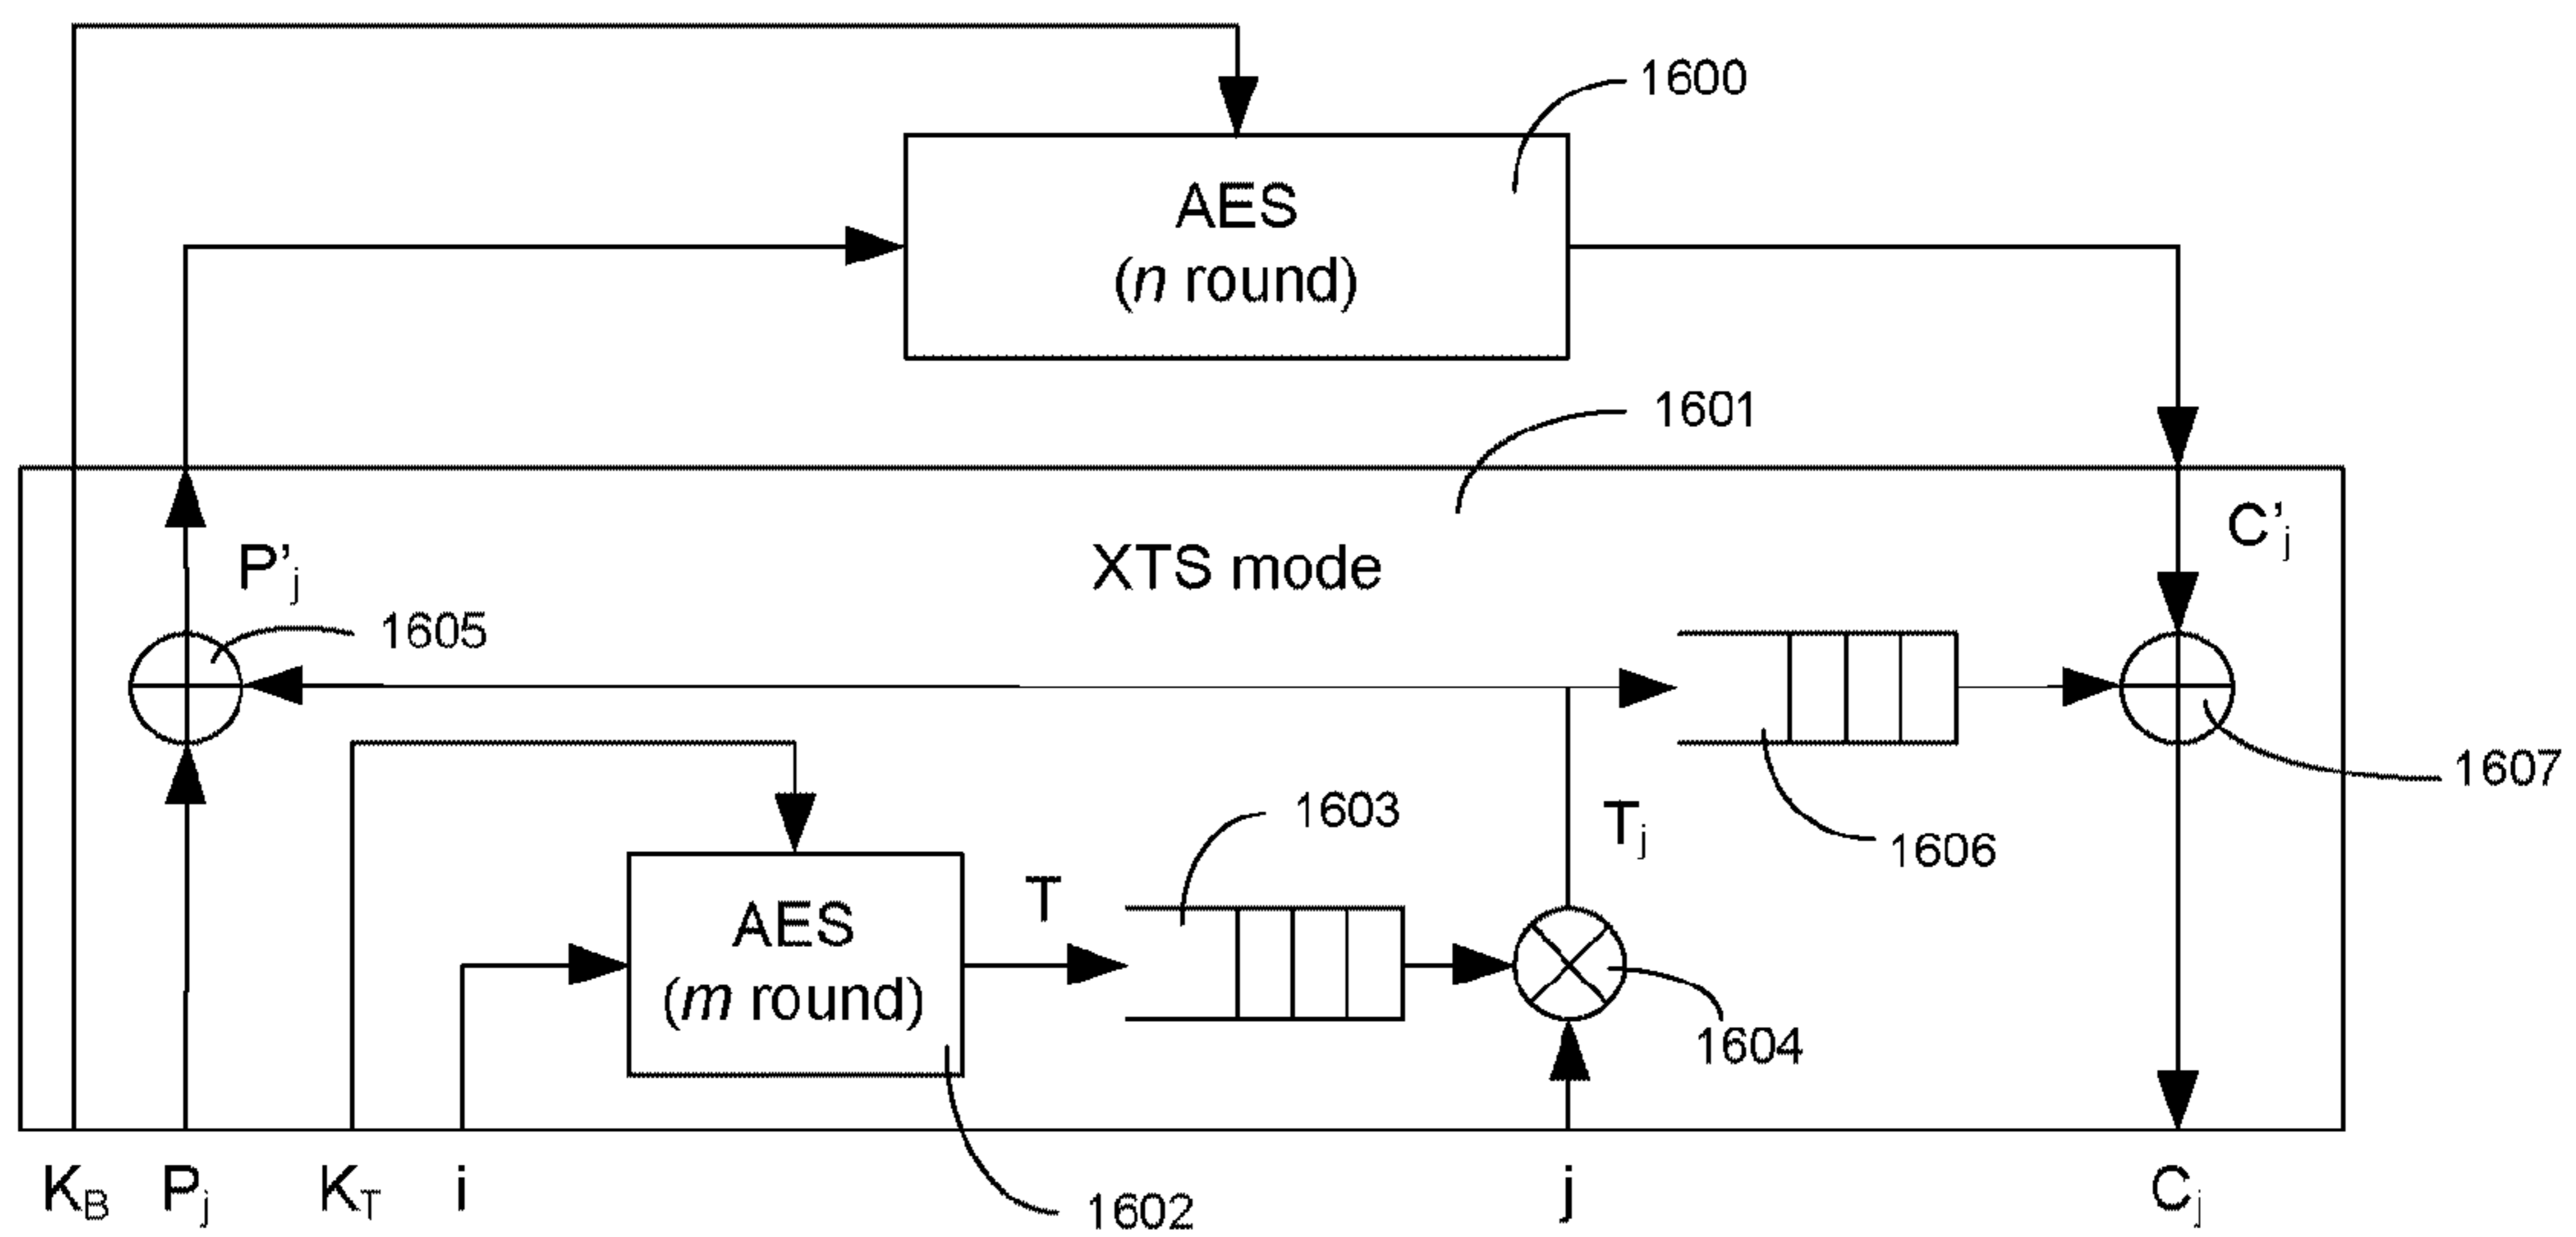 1600
AES
(n round)
1601
XTS mode
P’j
C’j
1605
1607
1603
Tj
1606
T
AES
(m round)
1604
1602
KB
Pj
KT
i
j
Cj